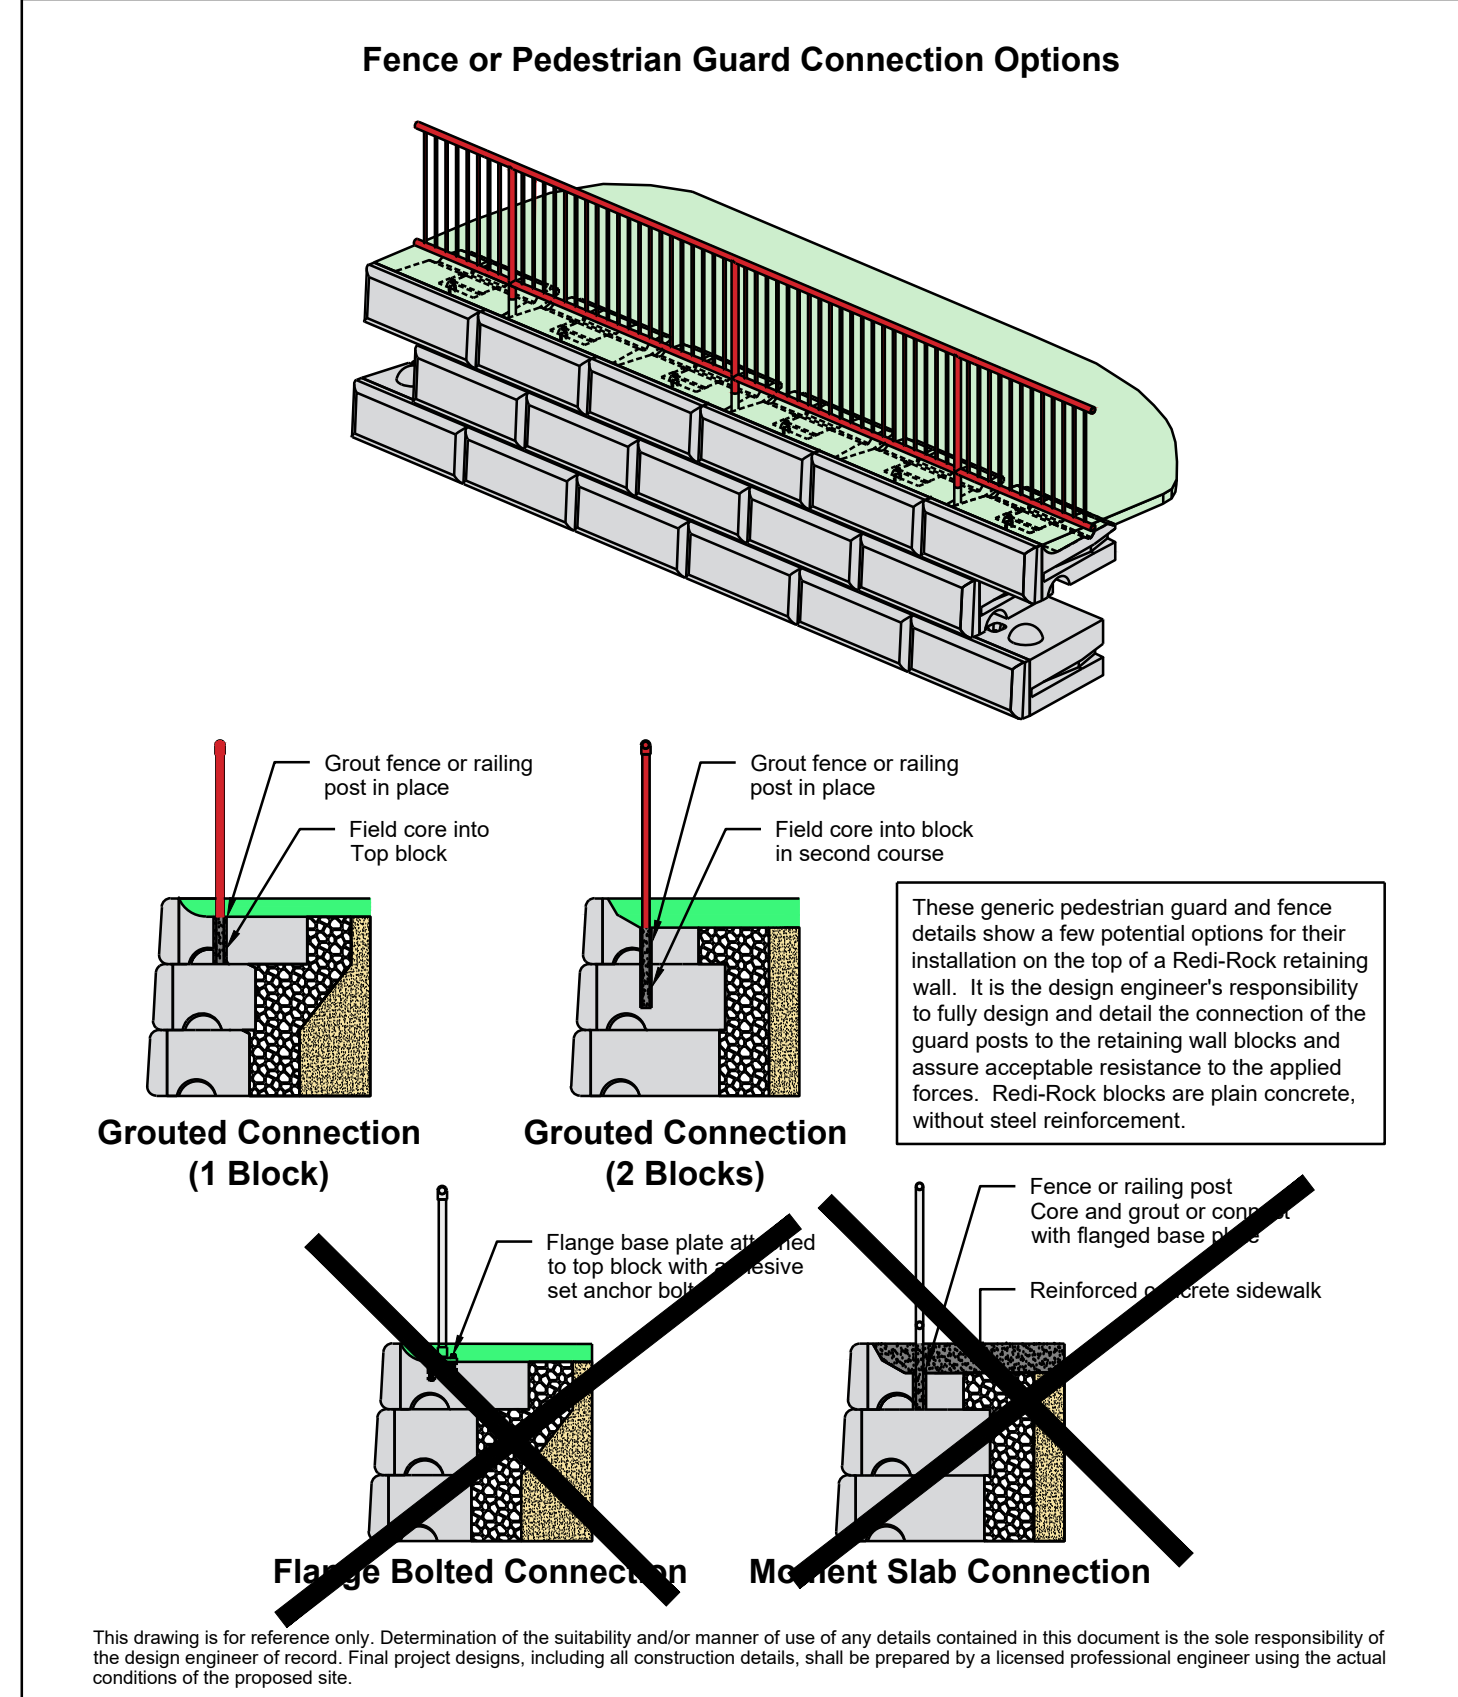 Fence or Pedestrian Guard Connection Options
Grout fence or railing
post in place
Field core into
Top block
Grout fence or railing
post in place
Field core into block
in second course
These generic pedestrian guard and fence
details show a few potential options for their
installation on the top of a Redi-Rock retaining
wall. It is the design engineer's responsibility
to fully design and detail the connection of the
guard posts to the retaining wall blocks and
assure acceptable resistance to the applied
forces. Redi-Rock blocks are plain concrete,
without steel reinforcement.
Grouted Connection
(1 Block)
Grouted Connection
(2 Blocks)
Flange base plate attached
to top block with adhesive
set anchor bolts
Fence or railing post
Core and grout or connect
with flanged base plate
Reinforced concrete sidewalk
Flange Bolted Connection
Moment Slab Connection
This drawing is for reference only. Determination of the suitability and/or manner of use of any details contained in this document is the sole responsibility of
the design engineer of record. Final project designs, including all construction details, shall be prepared by a licensed professional engineer using the actual
conditions of the proposed site.